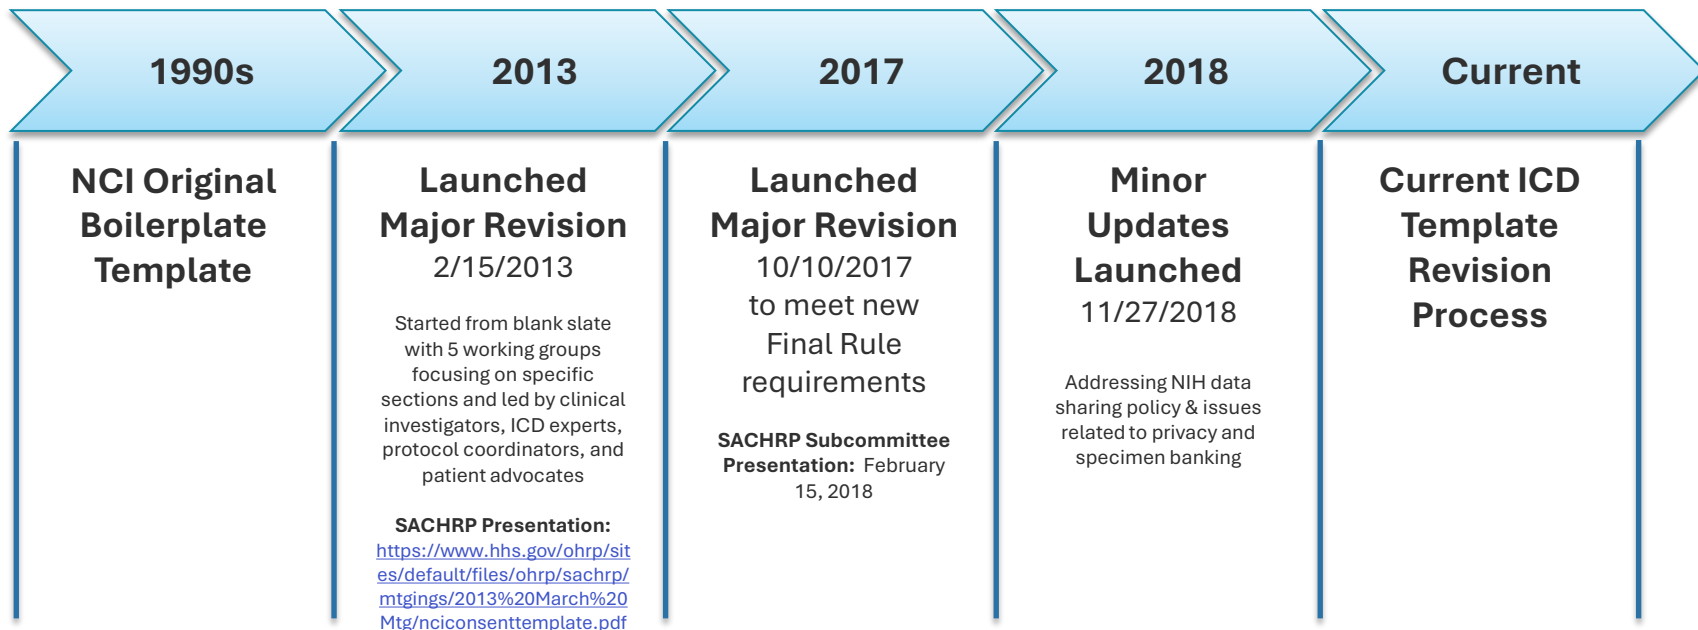 1990s
2013
2017
2018
Current
NCI Original
Boilerplate
Template
Launched
Major Revision
2/15/2013
Started from blank slate
with 5 working groups
focusing on specific
sections and led by clinical
investigators, ICD experts,
protocol coordinators, and
patient advocates
SACHRP Presentation:
https://www.hhs.gov/ohrp/sit
es/default/files/ohrp/sachrp/
mtgings/2013%20March%20
Mtg/nciconsenttemplate.pdf
Launched
Major Revision
10/10/2017
to meet new
Final Rule
requirements
SACHRP Subcommittee
Presentation: February
15, 2018
Minor
Updates
Launched
11/27/2018
Addressing NIH data
sharing policy & issues
related to privacy and
specimen banking
Current ICD
Template
Revision
Process